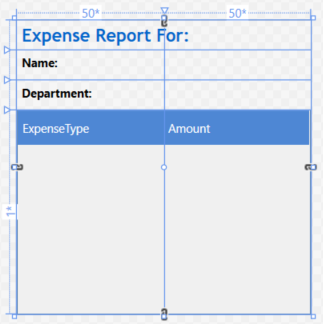 50* 50*
Expense Report For:
Name:
Department:
ExpenseType Amount
1*